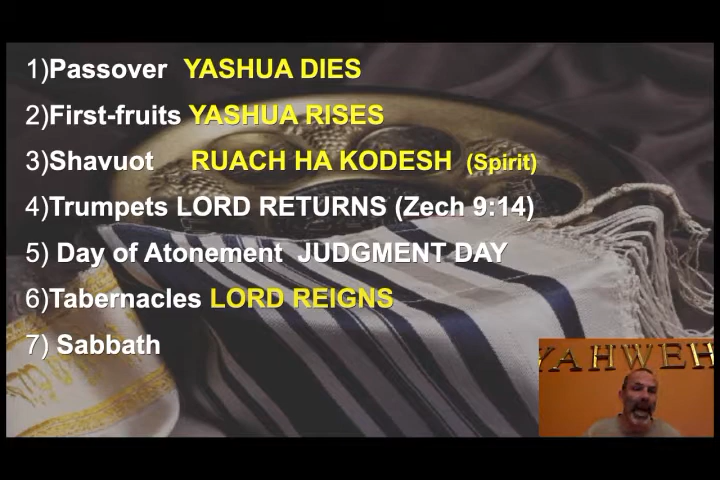 1)Passover YASHUA DIES
2)First-fruits YASHUA RISES
3)Shavuot RUACH HA KODESH (Spirit)
4)Trumpets LORD RETURNS (Zech 9:14)
5) Day of Atonement JUDGMENT DAY
6)Tabernacles LORD REIGNS
7) Sabbath
YAHWEH